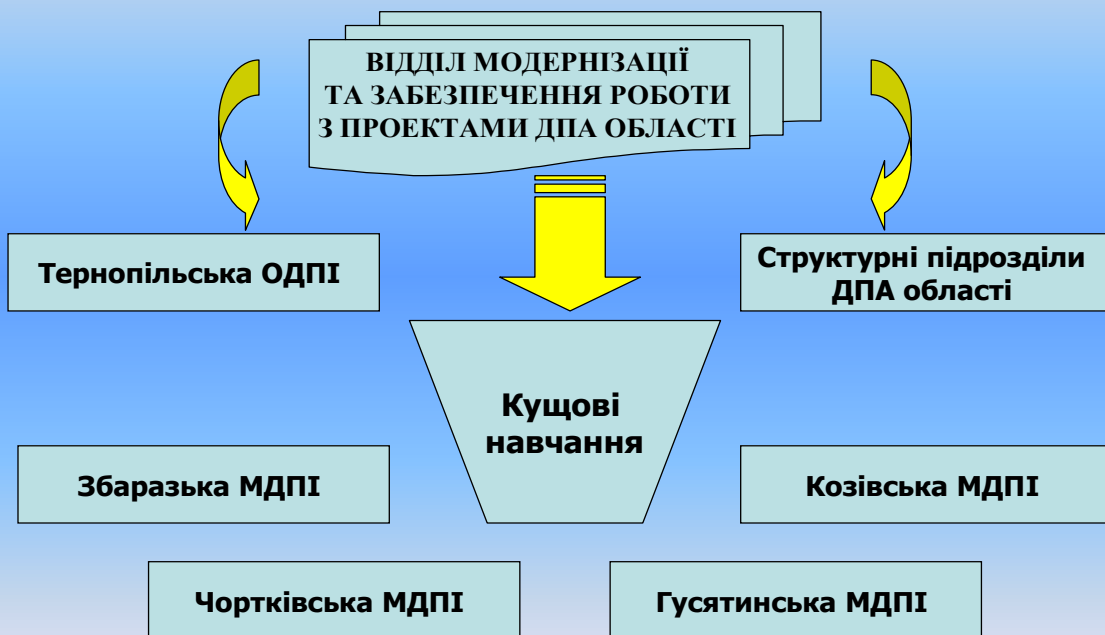 ВІДДІЛ МОДЕРНІЗАЦІЇ
ТА ЗАБЕЗПЕЧЕННЯ РОБОТИ
З ПРОЕКТАМИ ДПА ОБЛАСТІ
Тернопільська ОДПІ
Структурні підрозділи
ДПА області
Кущові
навчання
Збаразька МДПІ
Козівська МДПІ
Чортківська МДПІ
Гусятинська МДПІ